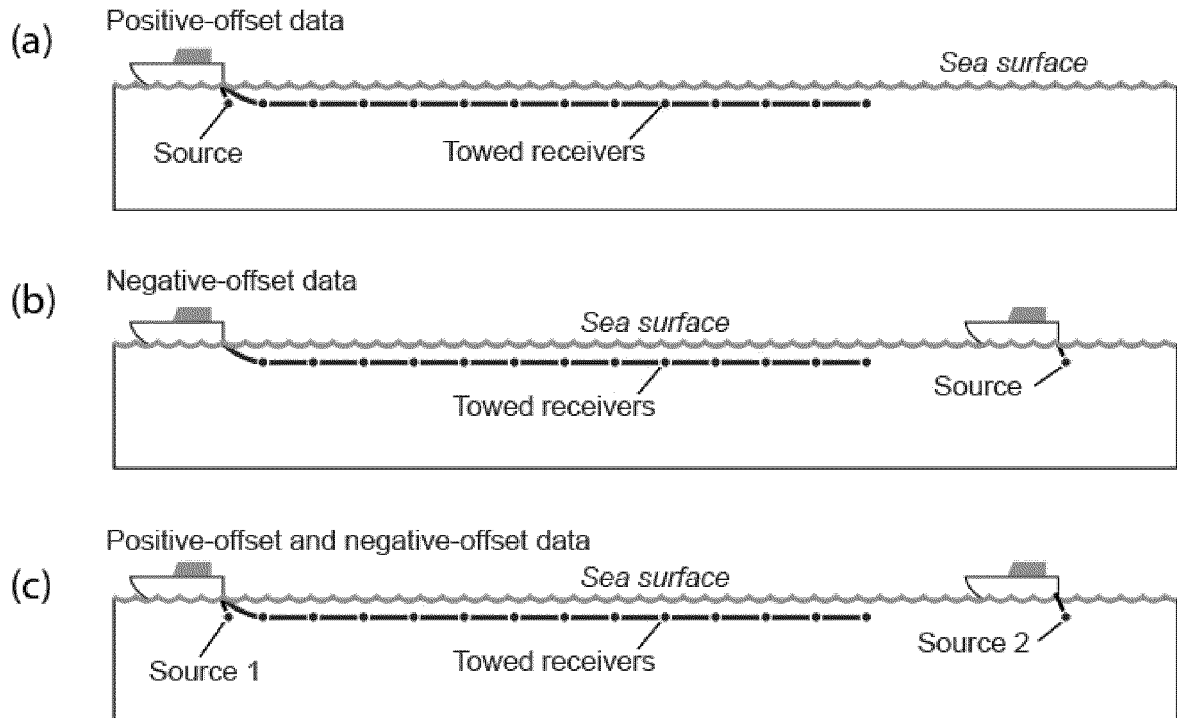 (a)
Positive-offset data
Sea surface
Source
Towed receivers
(b)
Negative-offset data
Sea surface
Towed receivers
Source
(c)
Positive-offset and negative-offset data
Sea surface
Source 1
Towed receivers
Source 2